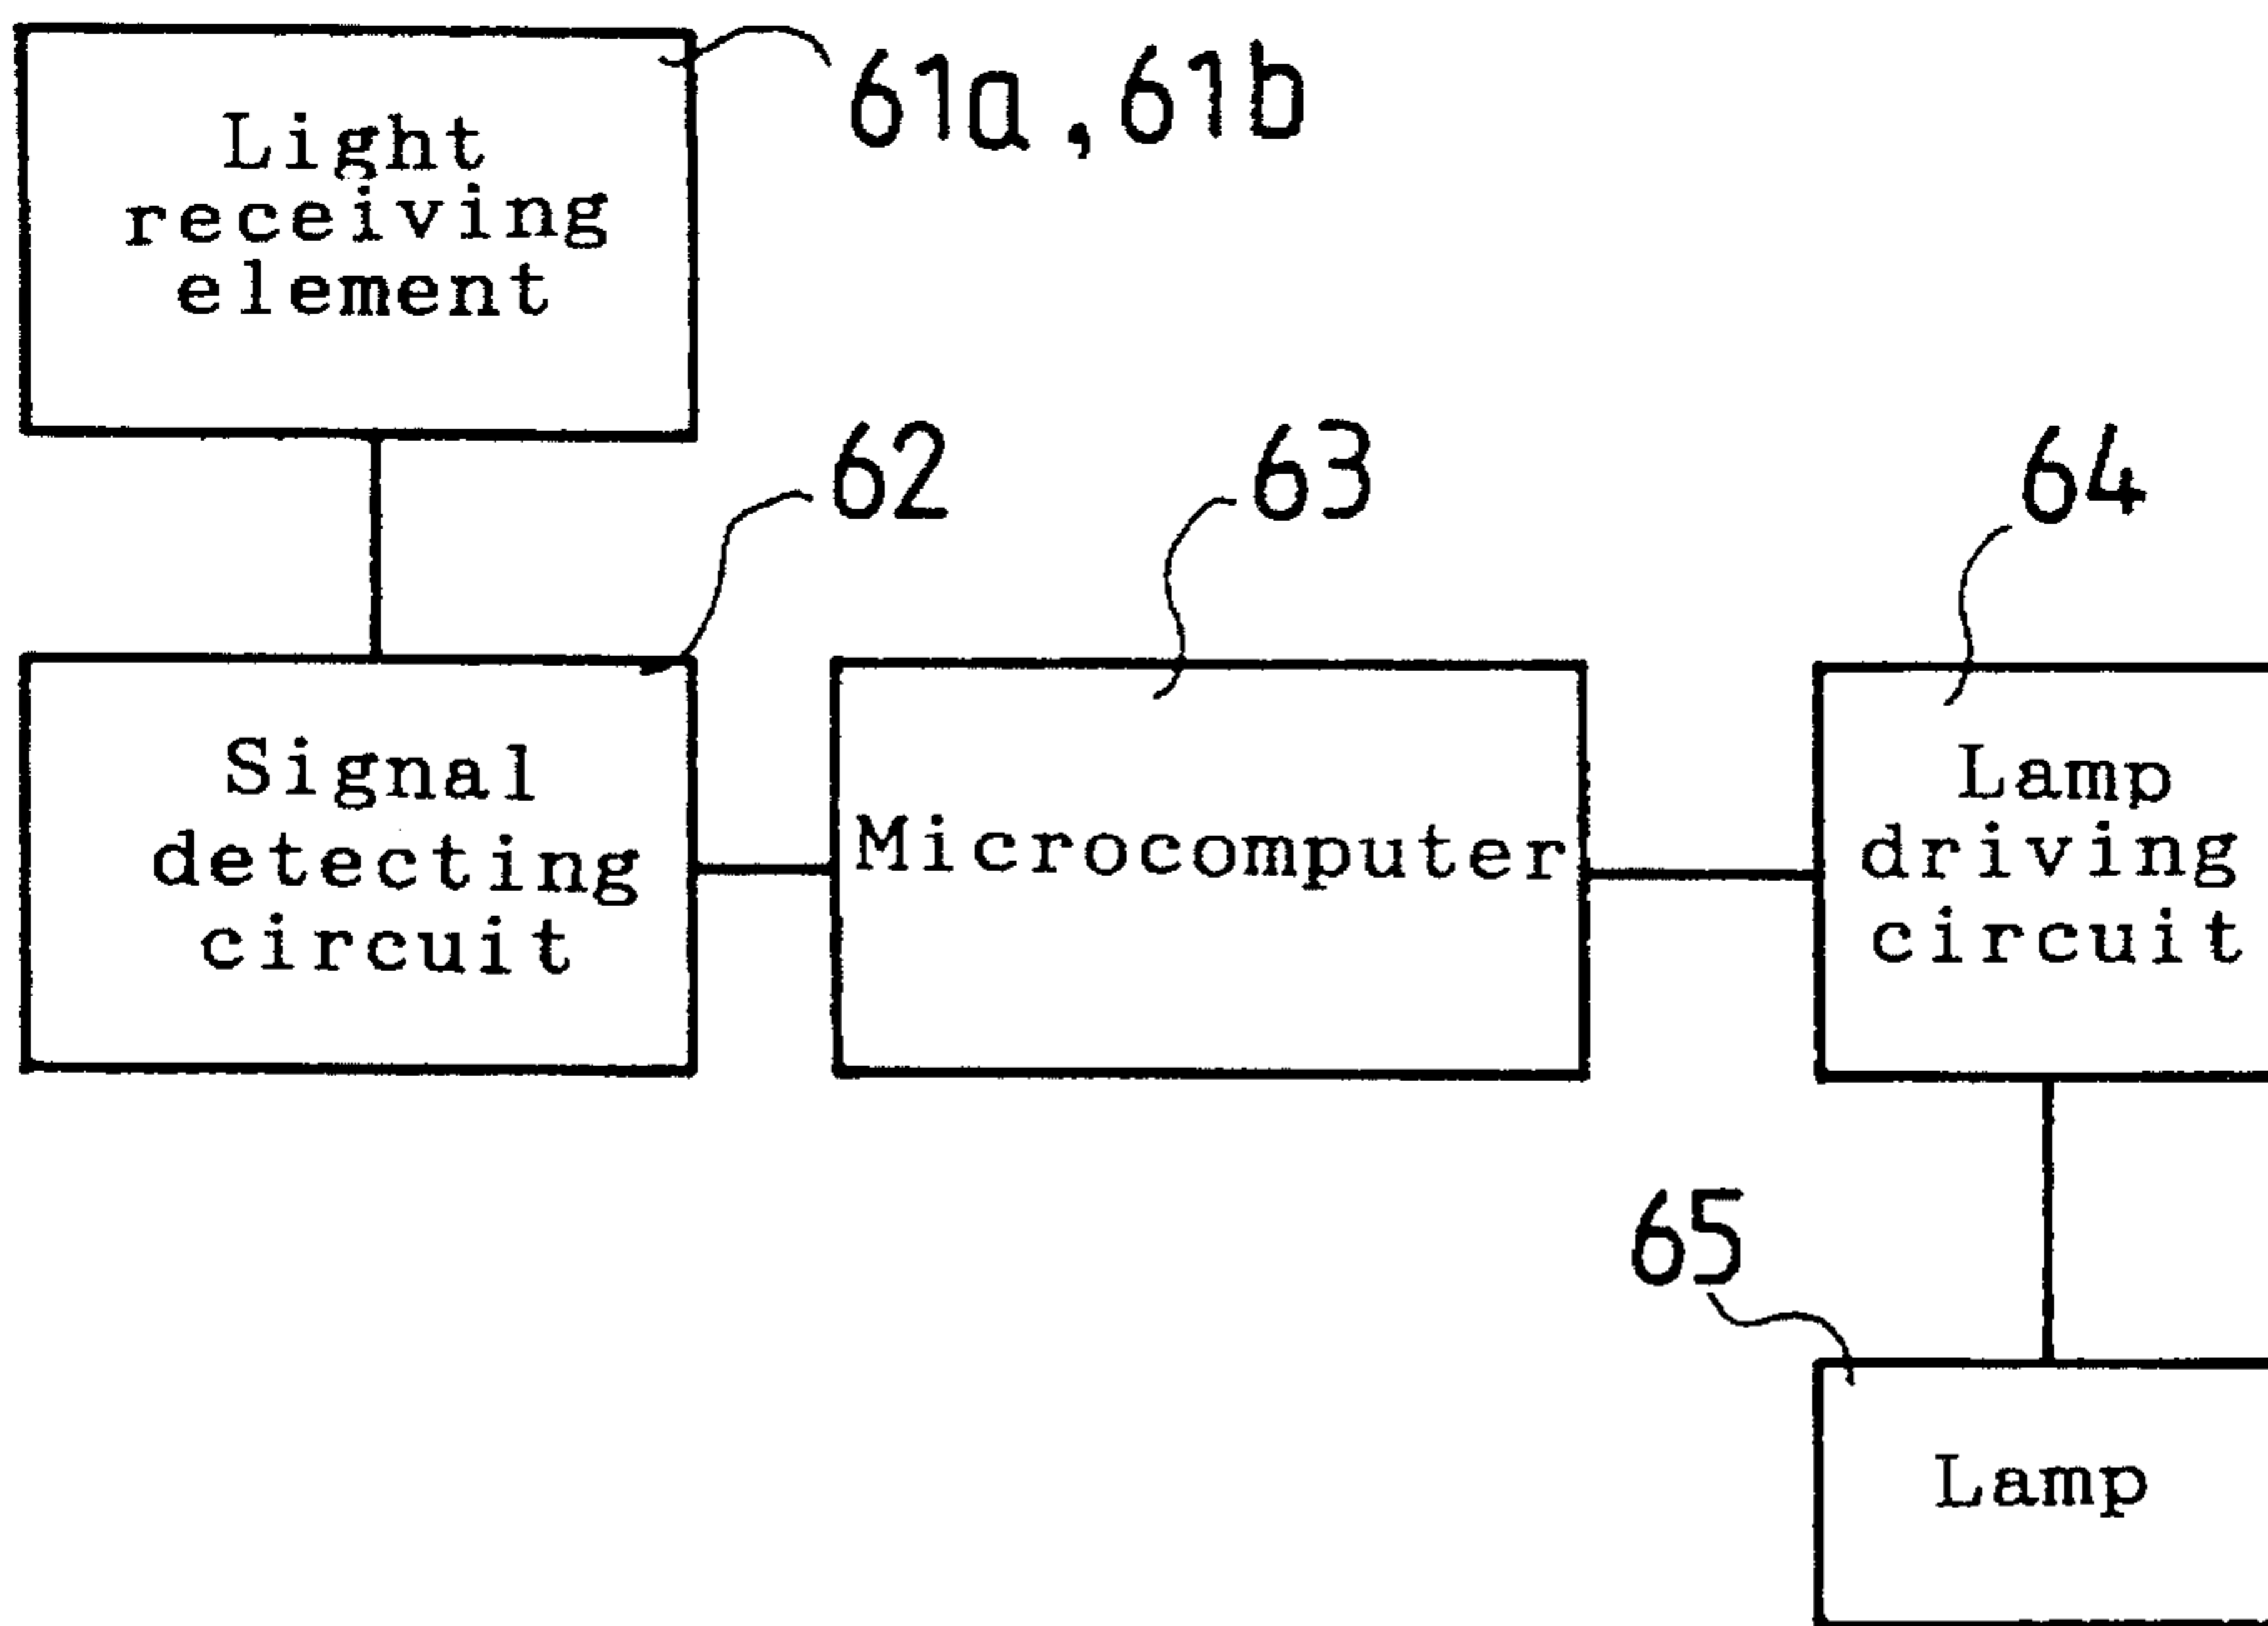 61a, 61b
Light
receiving
element
62
63
64
Signal
detecting
circuit
Microcomputer
Lamp
driving
circuit
65
Lamp